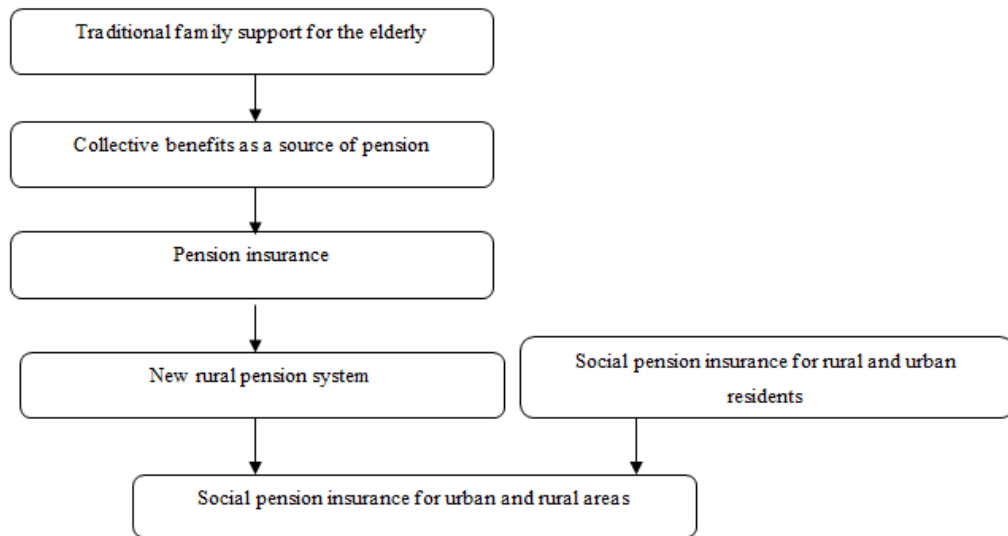 Traditional family support for the elderly
Collective benefits as a source of pension
Pension insurance
New rural pension system
Social pension insurance for rural and urban
residents
Social pension insurance for urban and rural areas